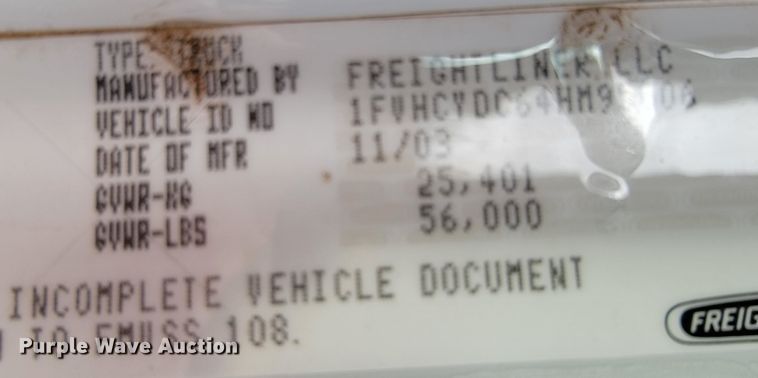 TYPE: TRUCK
MANUFACTURED BY FREIGHTLINER LLC
VEHICLE ID NO
DATE OF MFR 11/03
GVWR-KG 25,401
GVWR-LBS 56,000
INCOMPLETE VEHICLE DOCUMENT
TO FMVSS 108.
FREIG
Purple Wave Auction